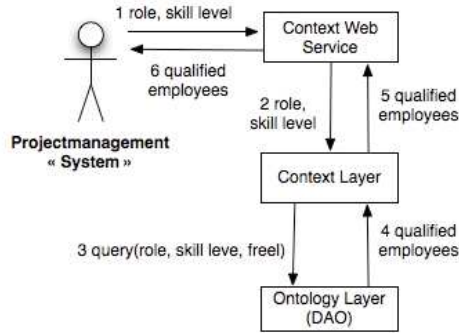 1 role, skill level
Context Web
Service
6 qualified
employees
2 role,
skill level
5 qualified
employees
Projectmanagement
« System »
Context Layer
3 query(role, skill leve, freel)
4 qualified
employees
Ontology Layer
(DAO)